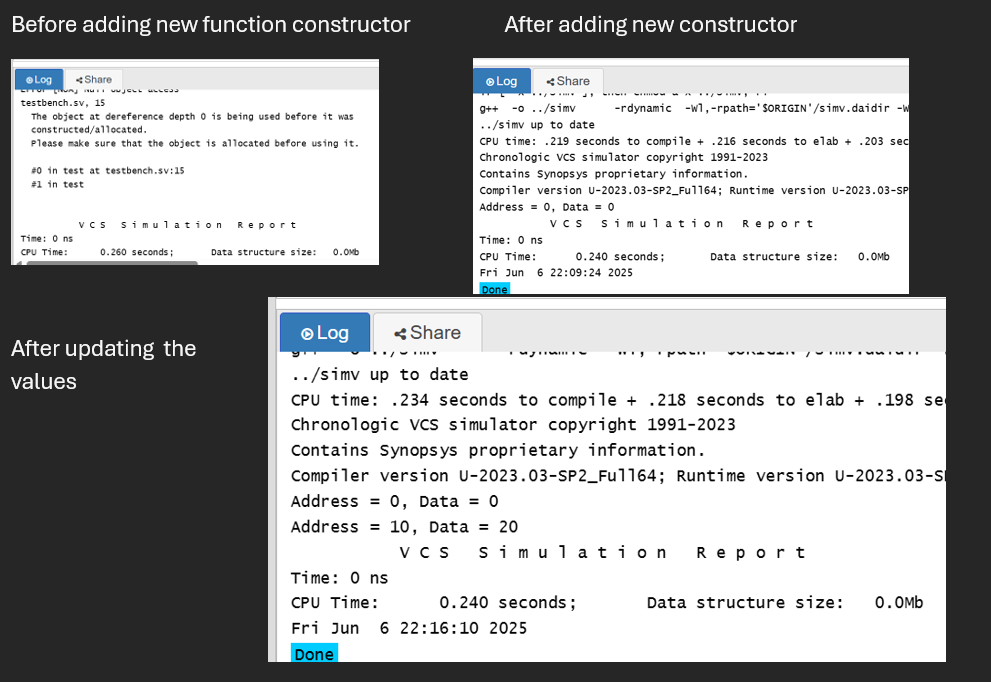 Before adding new function constructor
After adding new constructor
Log
Share
testbench.sv, 15
The object at dereference depth 0 is being used before it was
constructed/allocated.
Please make sure that the object is allocated before using it.
#0 in test at testbench.sv:15
#1 in test
V C S   S i m u l a t i o n   R e p o r t
Time: 0 ns
CPU Time:      0.260 seconds;      Data structure size:   0.0Mb
Log
Share
g++  -o ../simv      -rdynamic  -Wl,-rpath='$ORIGIN'/simv.daidir -W
../simv up to date
CPU time: .219 seconds to compile + .216 seconds to elab + .203 sec
Chronologic VCS simulator copyright 1991-2023
Contains Synopsys proprietary information.
Compiler version U-2023.03-SP2_Full64; Runtime version U-2023.03-SP
Address = 0, Data = 0
V C S   S i m u l a t i o n   R e p o r t
Time: 0 ns
CPU Time:      0.240 seconds;      Data structure size:   0.0Mb
Fri Jun  6 22:09:24 2025
Done
After updating the
values
Log
Share
../simv up to date
CPU time: .234 seconds to compile + .218 seconds to elab + .198 se
Chronologic VCS simulator copyright 1991-2023
Contains Synopsys proprietary information.
Compiler version U-2023.03-SP2_Full64; Runtime version U-2023.03-S
Address = 0, Data = 0
Address = 10, Data = 20
V C S   S i m u l a t i o n   R e p o r t
Time: 0 ns
CPU Time:      0.240 seconds;      Data structure size:   0.0Mb
Fri Jun  6 22:16:10 2025
Done